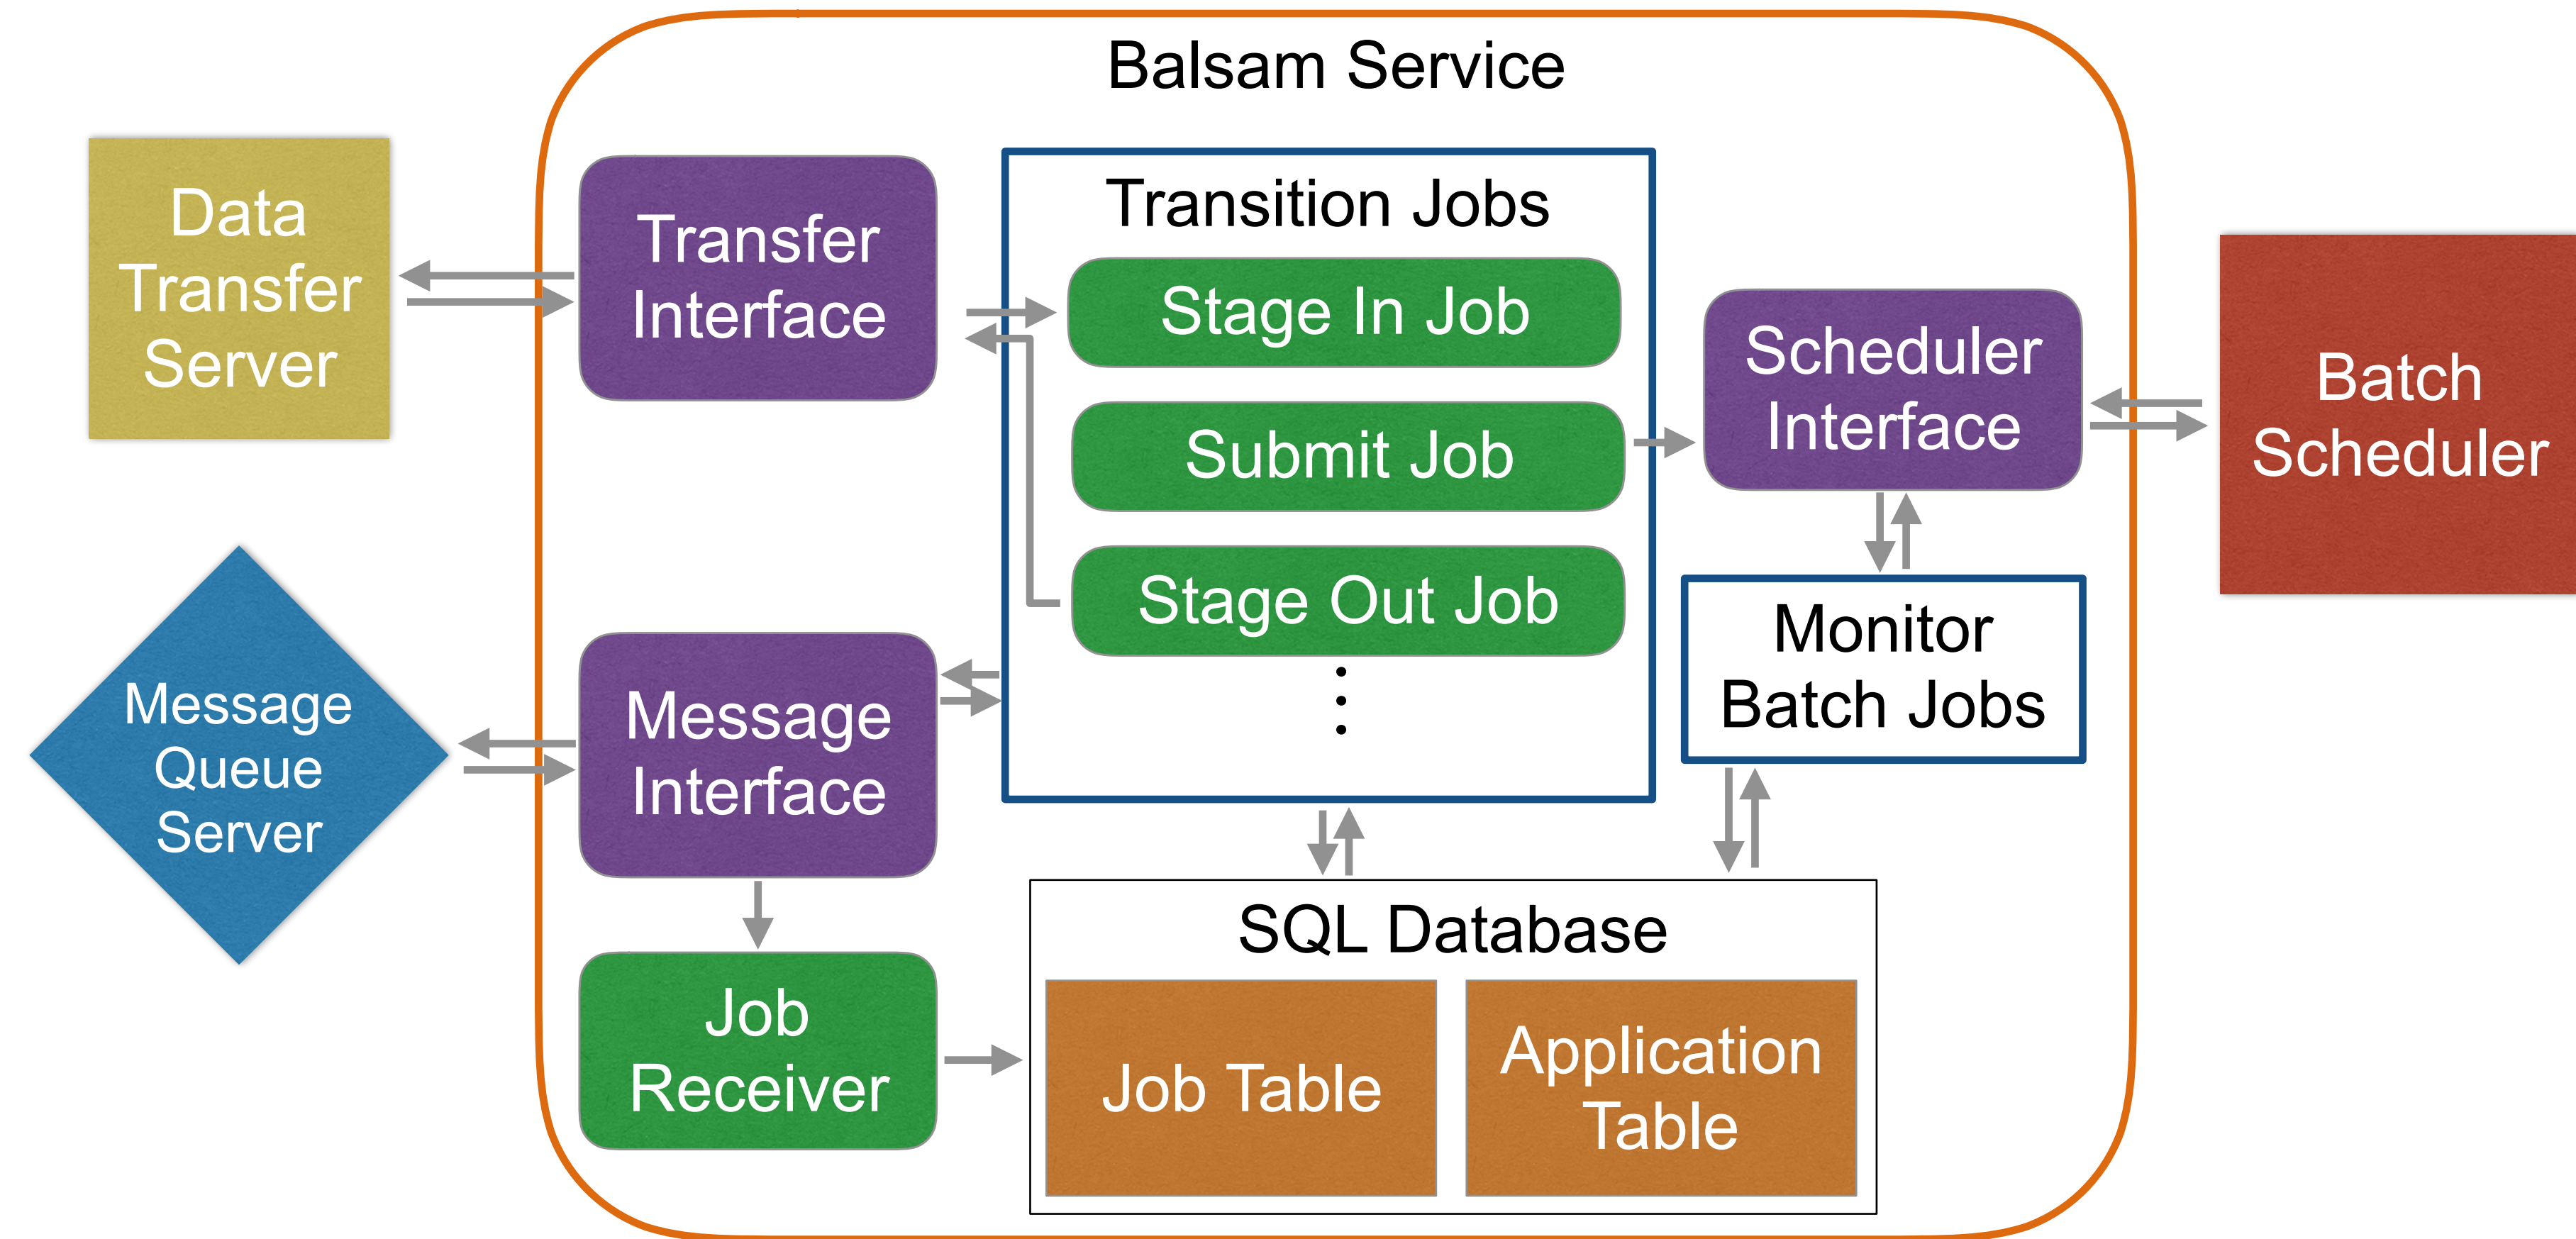 Balsam Service
Data
Transfer
Server
Transfer
Interface
Transition Jobs
Stage In Job
Submit Job
Stage Out Job
Scheduler
Interface
Batch
Scheduler
Message
Queue
Server
Message
Interface
Monitor
Batch Jobs
Job
Receiver
SQL Database
Job Table
Application
Table